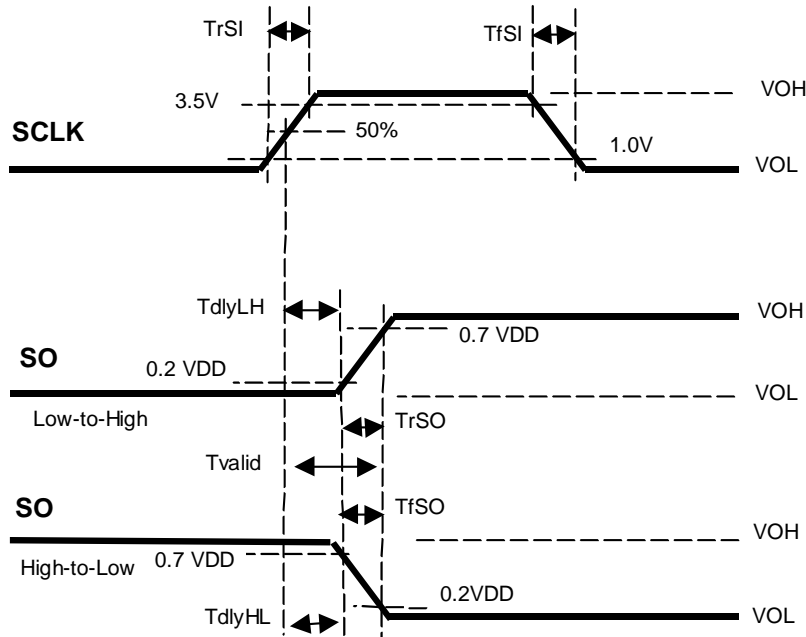 TrSI
TfSI
3.5V
VOH
SCLK
50%
1.0V
VOL
TdlyLH
VOH
0.7 VDD
SO
0.2 VDD
VOL
Low-to-High
TrSO
Tvalid
SO
TfSO
VOH
0.7 VDD
High-to-Low
0.2VDD
TdlyHL
VOL